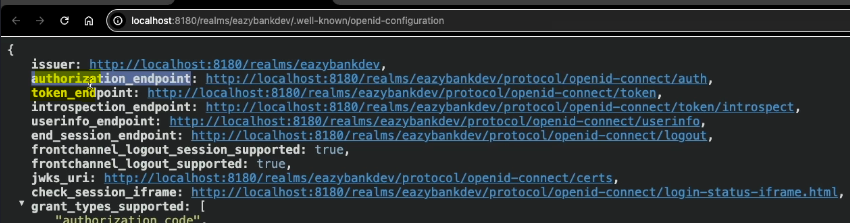 localhost:8180/realms/eazybankdev/.well-known/openid-configuration
{
issuer: http://localhost:8180/realms/eazybankdev,
authorization_endpoint: http://localhost:8180/realms/eazybankdev/protocol/openid-connect/auth,
token_endpoint: http://localhost:8180/realms/eazybankdev/protocol/openid-connect/token,
introspection_endpoint: http://localhost:8180/realms/eazybankdev/protocol/openid-connect/token/introspect,
userinfo_endpoint: http://localhost:8180/realms/eazybankdev/protocol/openid-connect/userinfo,
end_session_endpoint: http://localhost:8180/realms/eazybankdev/protocol/openid-connect/logout,
frontchannel_logout_session_supported: true,
frontchannel_logout_supported: true,
jwks_uri: http://localhost:8180/realms/eazybankdev/protocol/openid-connect/certs,
check_session_iframe: http://localhost:8180/realms/eazybankdev/protocol/openid-connect/login-status-iframe.html,
grant_types_supported: [
"authorization_code",